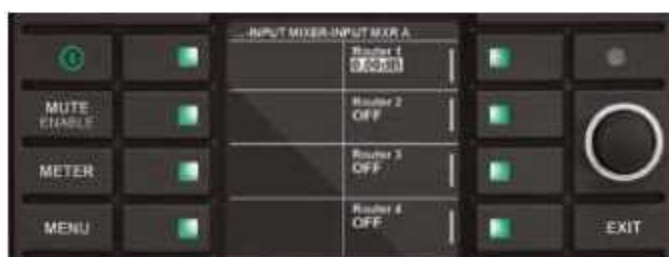 ...-INPUT MIXER-INPUT MXR A
Router 1
0.00dB
MUTE
ENABLE
Router 2
OFF
METER
Router 3
OFF
MENU
Router 4
OFF
EXIT